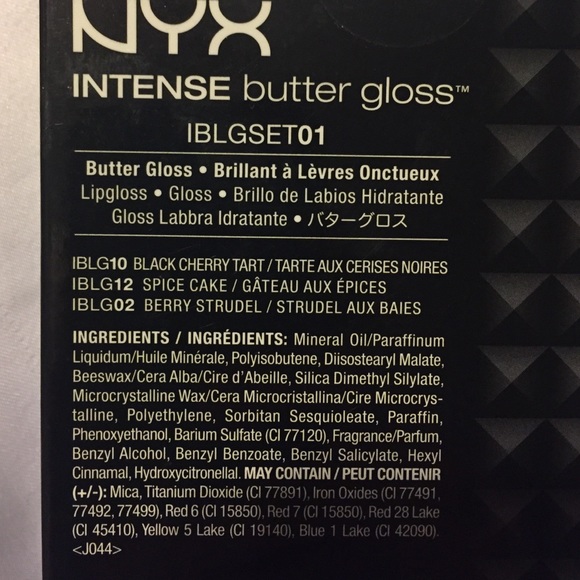 NYX
INTENSE butter gloss™
IBLGSET01
Butter Gloss • Brillant à Lèvres Onctueux
Lipgloss • Gloss • Brillo de Labios Hidratante
Gloss Labbra Idratante • バターグロス
IBLG10 BLACK CHERRY TART / TARTE AUX CERISES NOIRES
IBLG12 SPICE CAKE / GÂTEAU AUX ÉPICES
IBLG02 BERRY STRUDEL / STRUDEL AUX BAIES
INGREDIENTS / INGRÉDIENTS: Mineral Oil/Paraffinum
Liquidum/Huile Minérale, Polyisobutene, Diisostearyl Malate,
Beeswax/Cera Alba/Cire d'Abeille, Silica Dimethyl Silylate,
Microcrystalline Wax/Cera Microcristallina/Cire Microcrys-
talline, Polyethylene, Sorbitan Sesquioleate, Paraffin,
Phenoxyethanol, Barium Sulfate (CI 77120), Fragrance/Parfum,
Benzyl Alcohol, Benzyl Benzoate, Benzyl Salicylate, Hexyl
Cinnamal, Hydroxycitronellal. MAY CONTAIN / PEUT CONTENIR
(+/-): Mica, Titanium Dioxide (CI 77891), Iron Oxides (CI 77491,
77492, 77499), Red 6 (CI 15850), Red 7 (CI 15850), Red 28 Lake
(CI 45410), Yellow 5 Lake (CI 19140), Blue 1 Lake (CI 42090).
<J044>